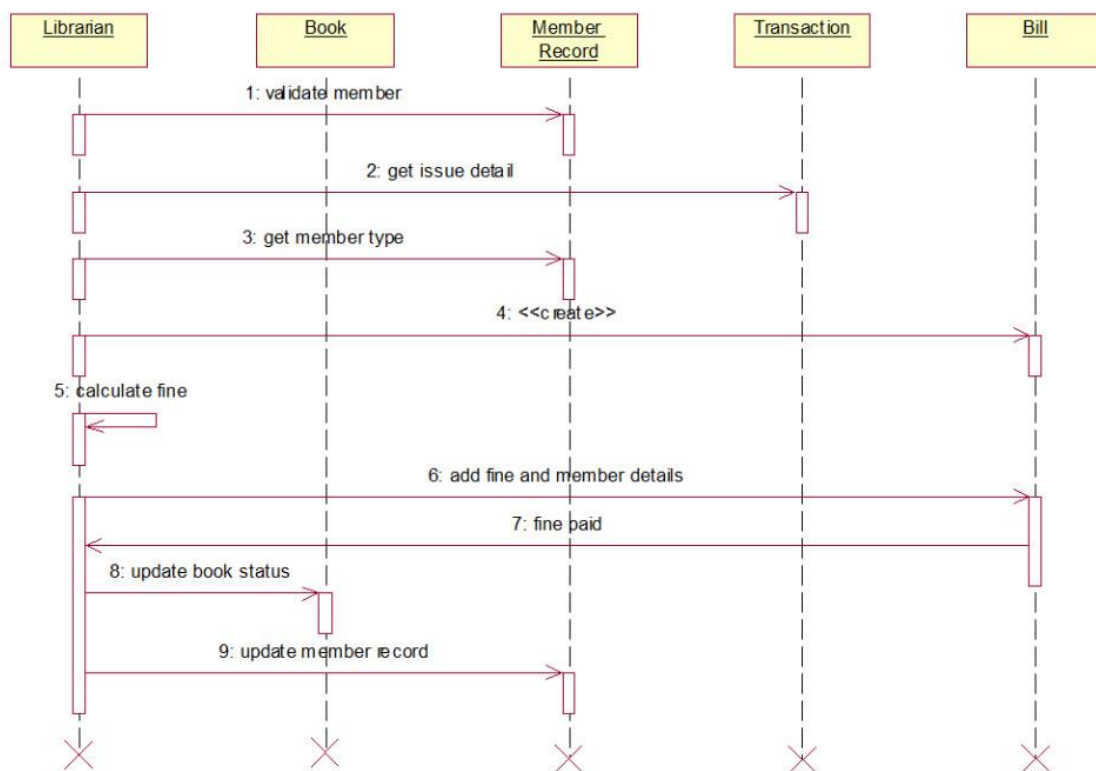 Librarian
Book
Member
Record
Transaction
Bill
1: validate member
2: get issue detail
3: get member type
4: <<create>>
5: calculate fine
6: add fine and member details
7: fine paid
8: update book status
9: update member record